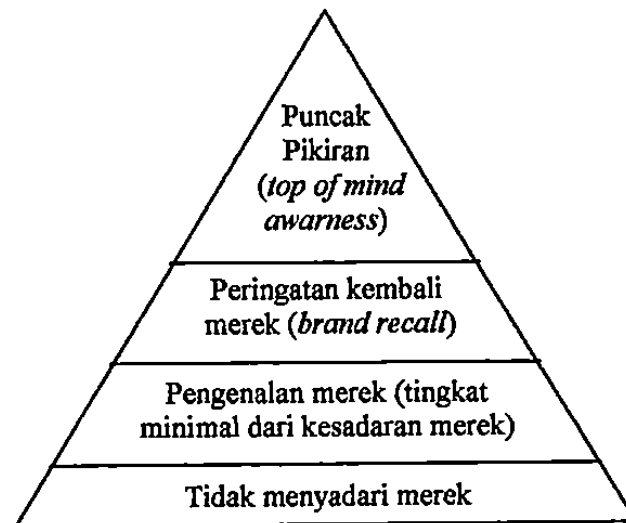 Puncak
Pikiran
(top of mind
awarness)
Peringatan kembali
merek (brand recall)
Pengenalan merek (tingkat
minimal dari kesadaran merek)
Tidak menyadari merek